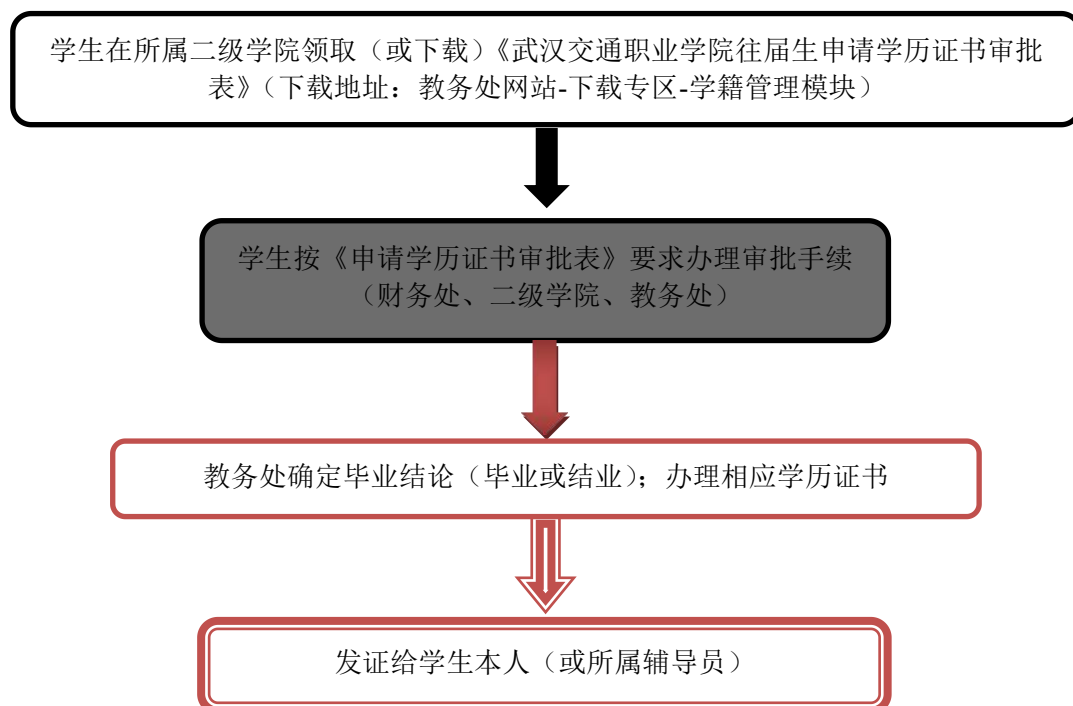 学生在所属二级学院领取（或下载）《武汉交通职业学院往届生申请学历证书审批
表》（下载地址：教务处网站-下载专区-学籍管理模块）
学生按《申请学历证书审批表》要求办理审批手续
（财务处、二级学院、教务处）
教务处确定毕业结论（毕业或结业）；办理相应学历证书
发证给学生本人（或所属辅导员）